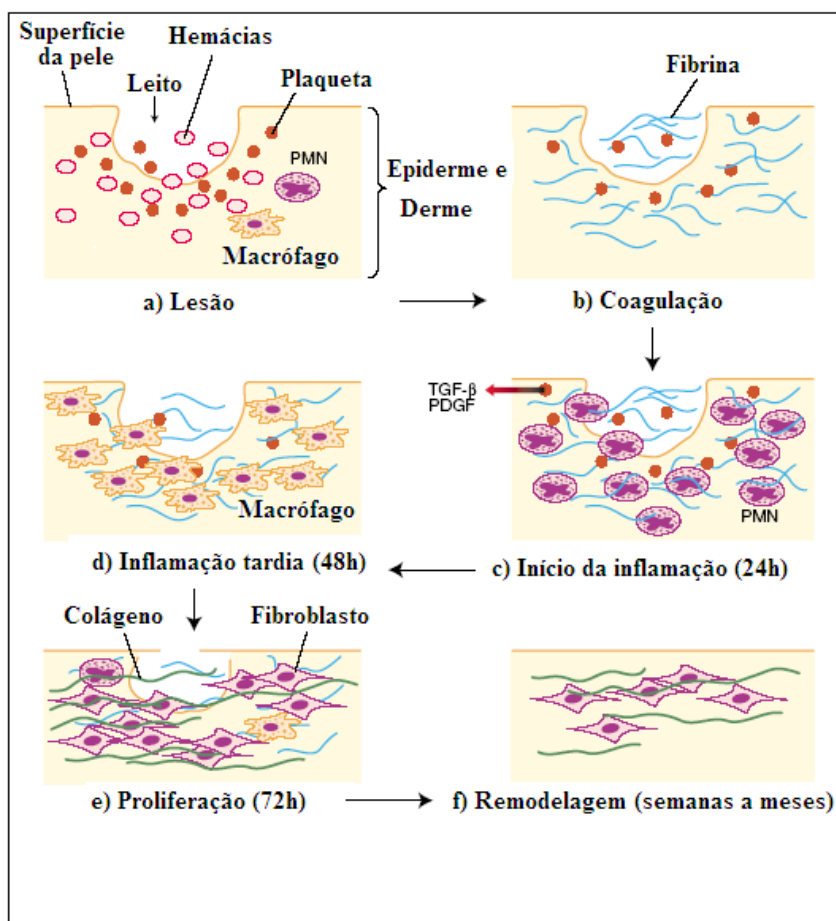 Superfície
da pele
Hemácias
Leito
Plaqueta
PMN
Macrófago
Epiderme e
Derme
a) Lesão
Fibrina
b) Coagulação
TGF-β
PDGF
PMN
c) Início da inflamação (24h)
Macrófago
d) Inflamação tardia (48h)
Colágeno
Fibroblasto
e) Proliferação (72h)
f) Remodelagem (semanas a meses)